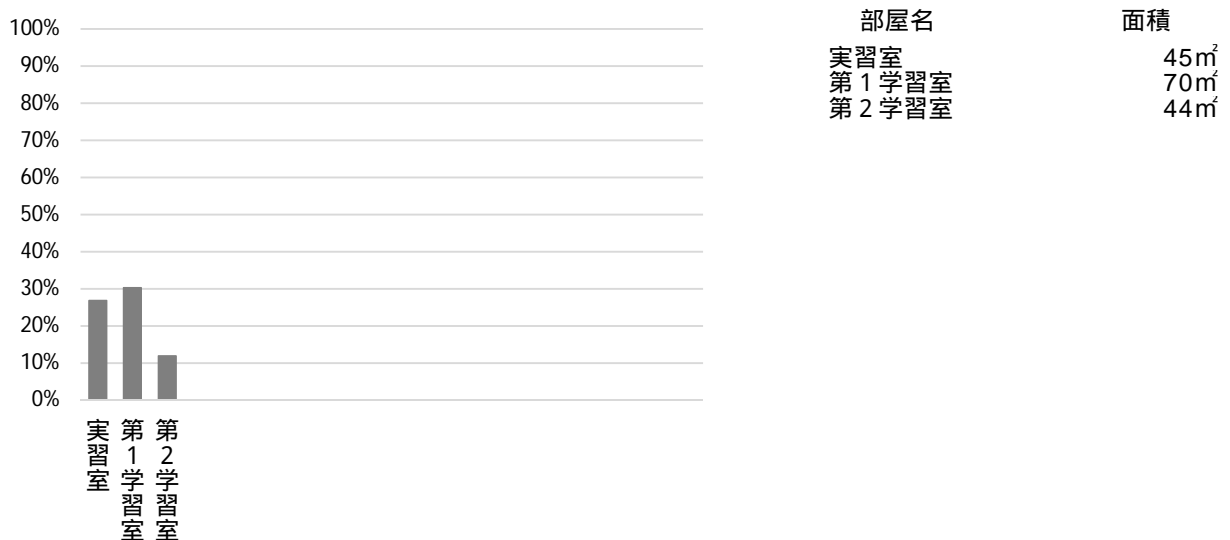 100%
90%
80%
70%
60%
50%
40%
30%
20%
10%
0%
実習室
第1学習室
第2学習室
部屋名 面積
実習室 45㎡
第1学習室 70㎡
第2学習室 44㎡